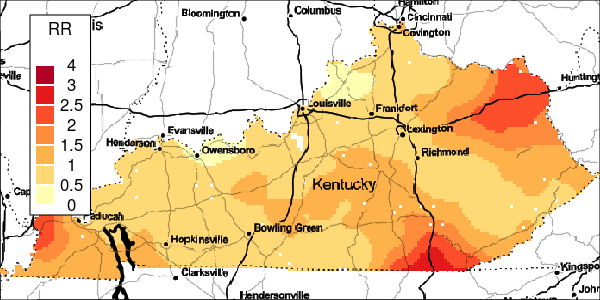 Hamilton
Bloomington
Columbus
Cincinnati
RR
is
Covington
4
3
2.5
2
1.5
1
0.5
0
ville
Huntingt
Louisville
Frankfort
Lexington
Evansville
Henderson
Owensboro
Richmond
Kentucky
Cap
Paducah
Bowling Green
Hopkinsville
Clarksville
Kingspo
Hendersonville
John